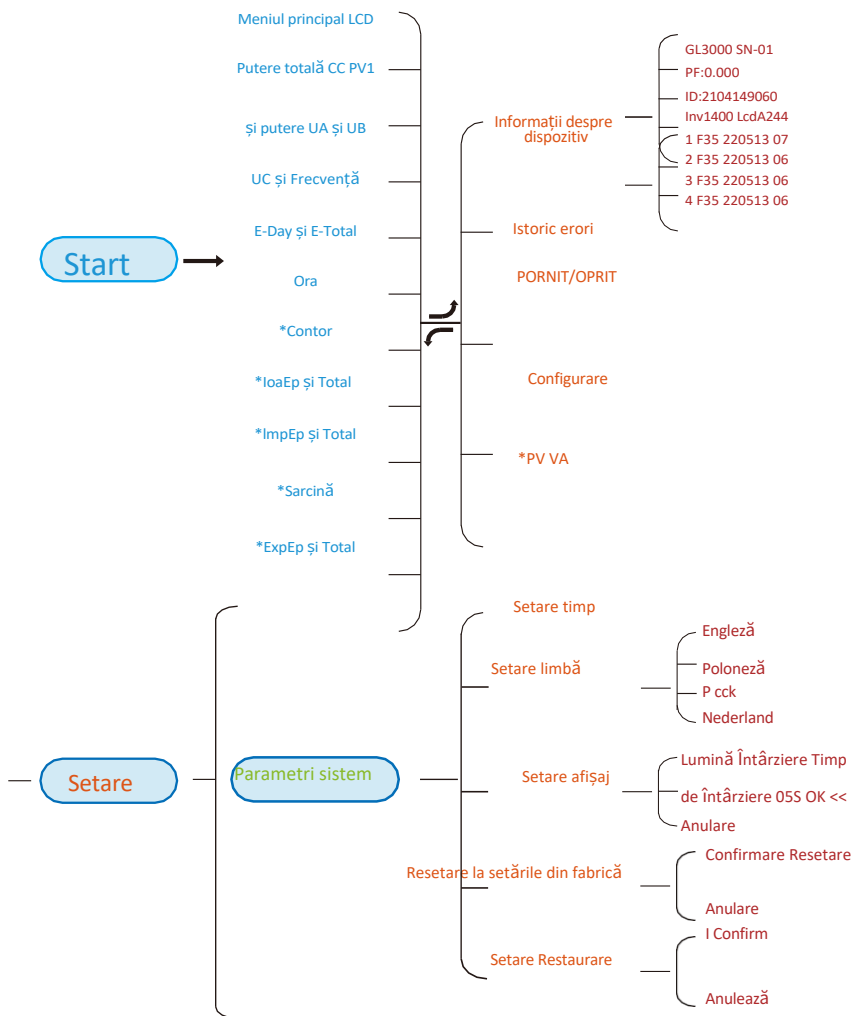 Meniul principal LCD
Putere totală CC PV1
și putere UA și UB
UC și Frecvență
E-Day și E-Total
Ora
*Contor
*IoaEp și Total
*ImpEp și Total
*Sarcină
*ExpEp și Total
Start
Informații despre
dispozitiv
Istoric erori
PORNIT/OPRIT
Configurare
*PV VA
GL3000 SN-01
PF:0.000
ID:2104149060
Inv1400 LcdA244
1 F35 220513 07
2 F35 220513 06
3 F35 220513 06
4 F35 220513 06
Setare
Parametri sistem
Setare timp
Setare limbă
Engleză
Poloneză
P cck
Nederland
Setare afișaj
Lumină Întârziere Timp
de întârziere 05S OK <<
Anulare
Resetare la setările din fabrică
Confirmare Resetare
Anulare
Setare Restaurare
I Confirm
Anulează